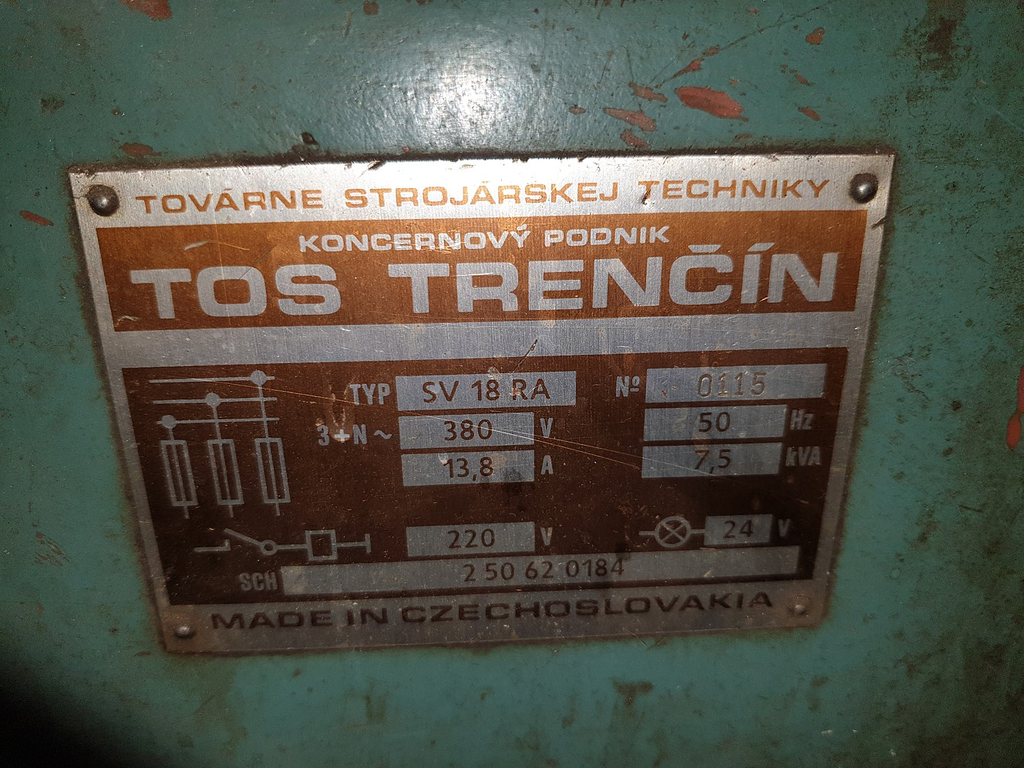 TOVÁRNE STROJÁRSKEJ TECHNIKY
KONCERNOVÝ PODNIK
TOS TRENČÍN
TYP SV 18 RA Nº 0115
3+N~ 380 V 50 Hz
13,8 A 7,5 kVA
220 V 24 V
SCH 2 50 62 0184
MADE IN CZECHOSLOVAKIA